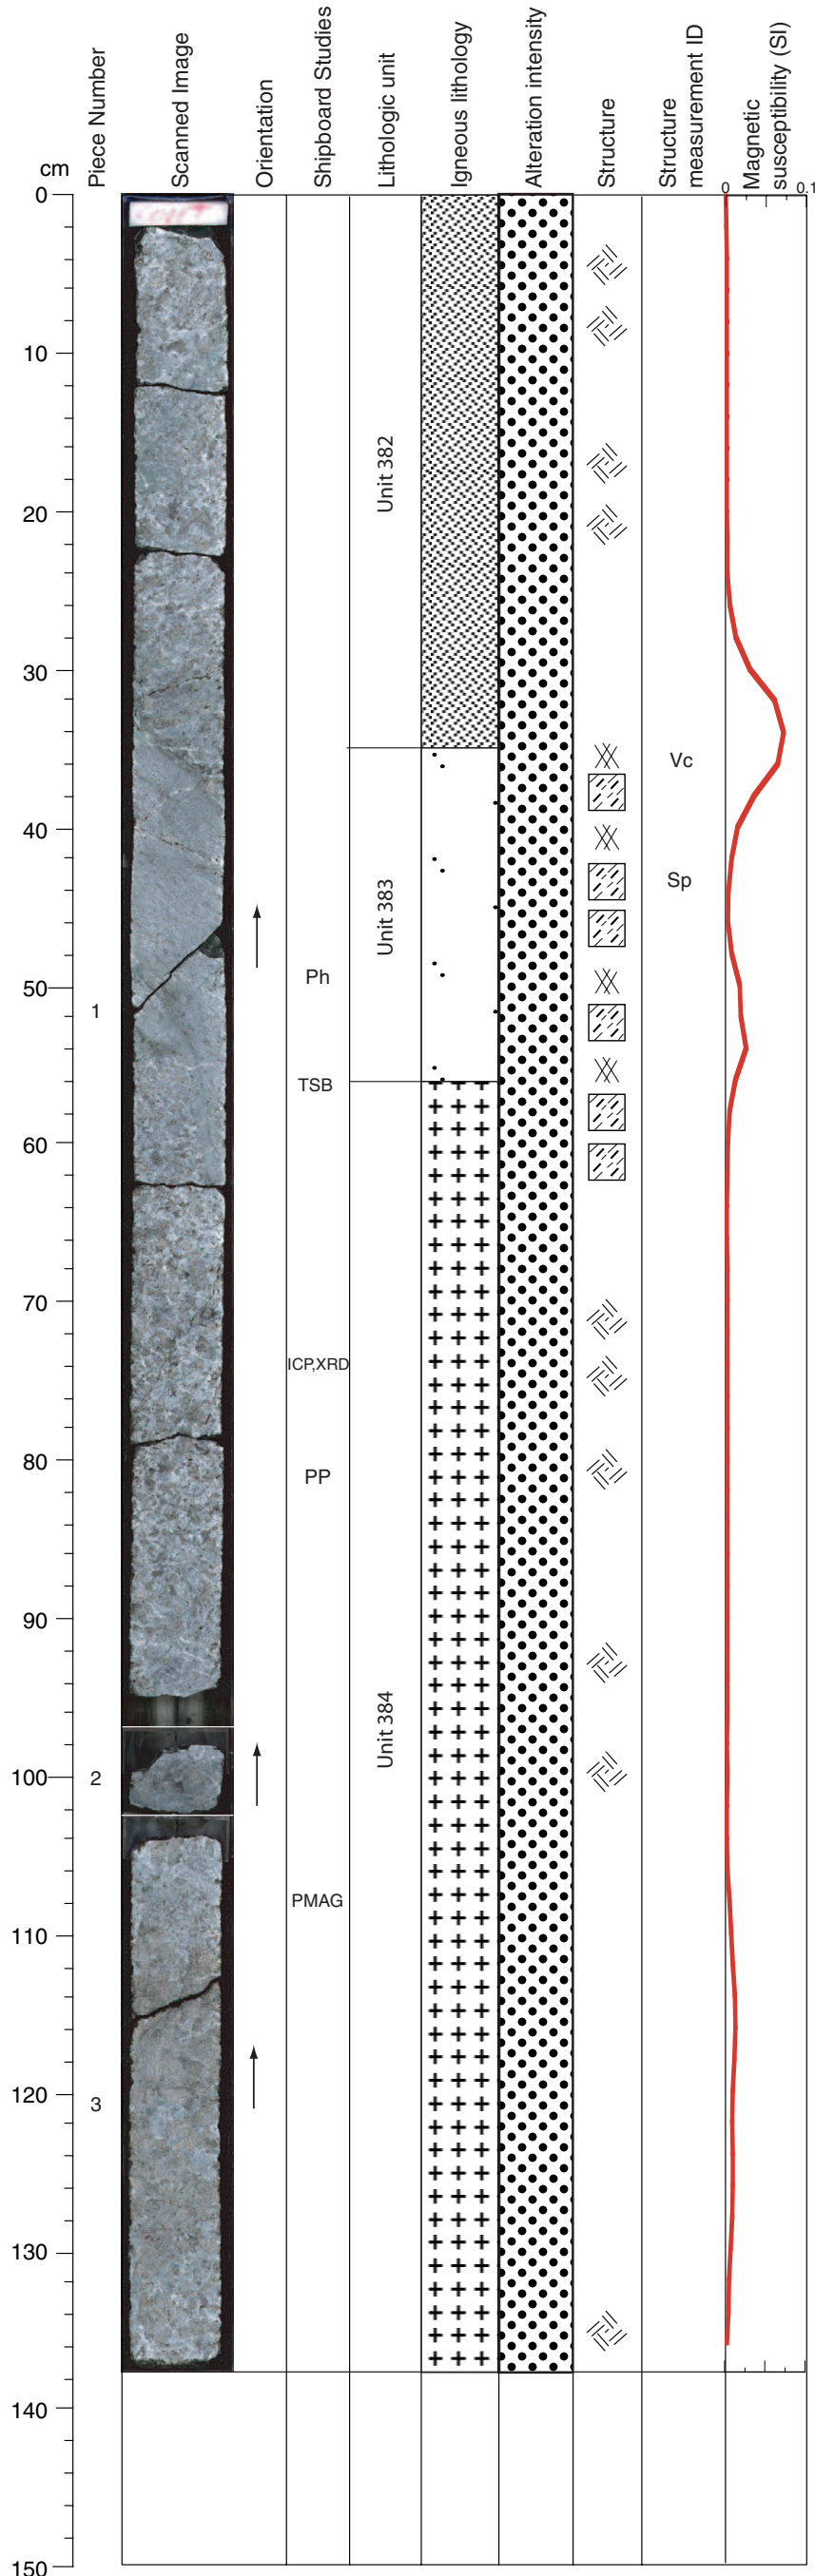 cm
Piece Number
Scanned Image
Orientation
Shipboard Studies
Lithologic unit
Igneous lithology
Alteration intensity
Structure
Structure
measurement ID
Magnetic
susceptibility (SI)
0
0.1
0
10
20
30
40
50
60
70
80
90
100
110
120
130
140
150
1
2
3
Ph
TSB
ICP,XRD
PP
PMAG
Unit 382
Unit 383
Unit 384
Vc
Sp